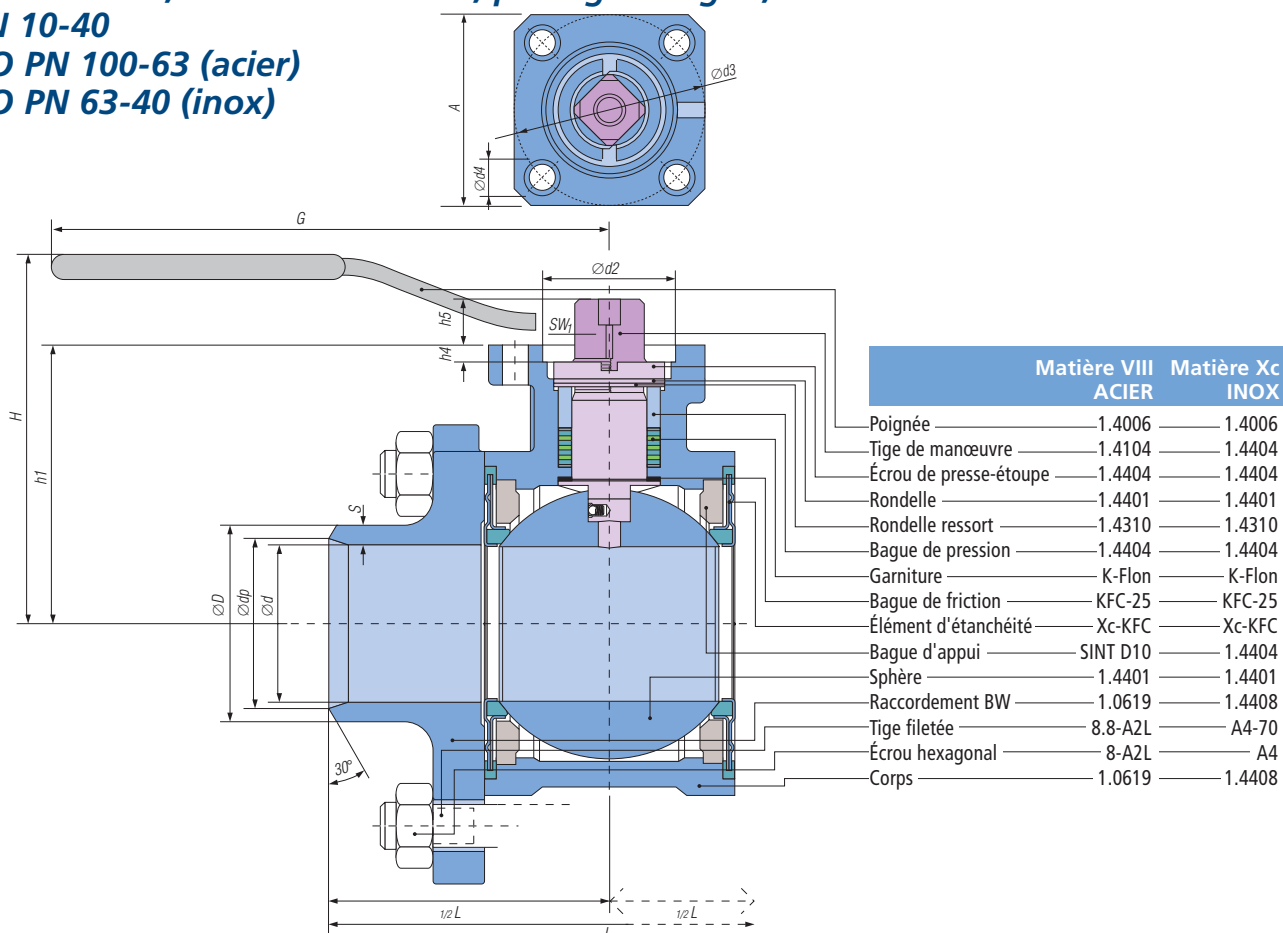 10-40
PN 100-63 (acier)
PN 63-40 (inox)
A
Ød3
Ød4
G
Ød2
H
h1
h5
h4
SW1
S
ØD
Ødp
Ød
30°
1/2 L
1/2 L
Matière VIII Matière Xc
ACIER INOX
Poignée 1.4006 1.4006
Tige de manœuvre 1.4104 1.4404
Écrou de presse-étoupe 1.4404 1.4404
Rondelle 1.4401 1.4401
Rondelle ressort 1.4310 1.4310
Bague de pression 1.4404 1.4404
Garniture K-Flon K-Flon
Bague de friction KFC-25 KFC-25
Élément d'étanchéité Xc-KFC Xc-KFC
Bague d'appui SINT D10 1.4404
Sphère 1.4401 1.4401
Raccordement BW 1.0619 1.4408
Tige filetée 8.8-A2L A4-70
Écrou hexagonal 8-A2L A4
Corps 1.0619 1.4408